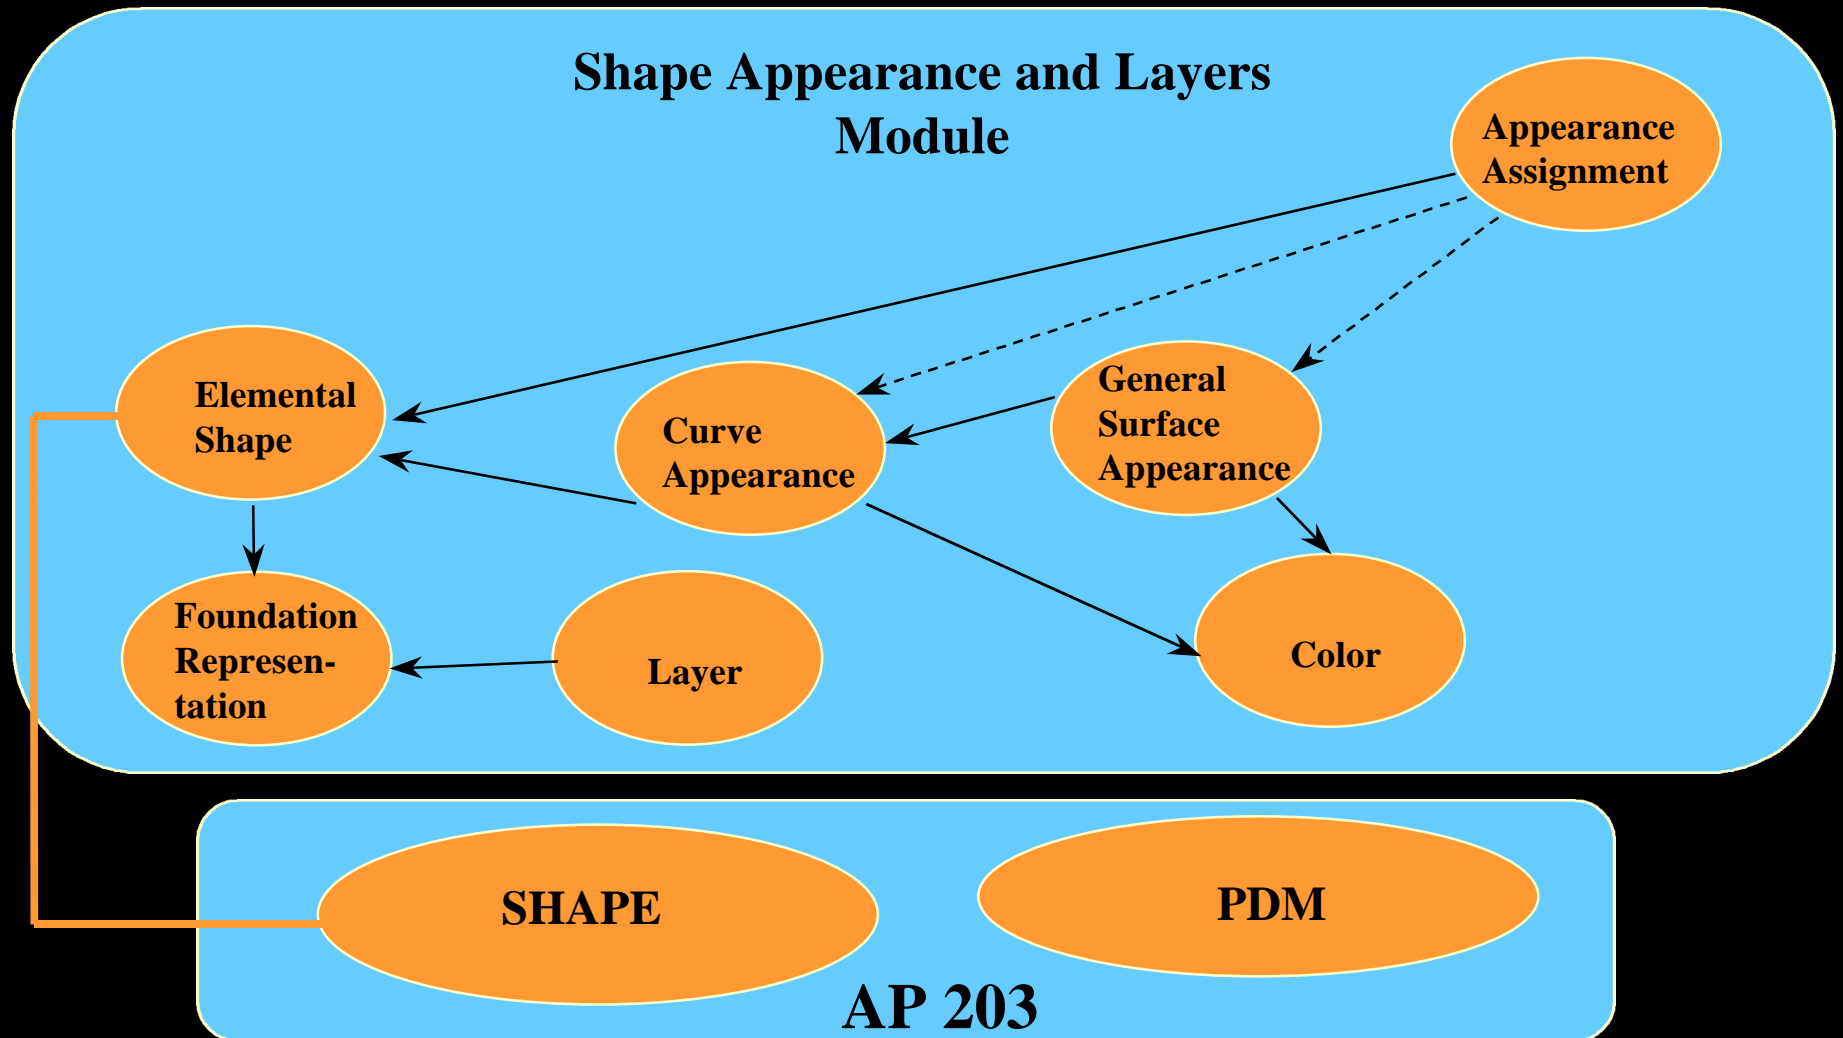 Shape Appearance and Layers
Module
Appearance
Assignment
Elemental
Shape
Curve
Appearance
General
Surface
Appearance
Foundation
Represen-
tation
Layer
Color
SHAPE
PDM
AP 203